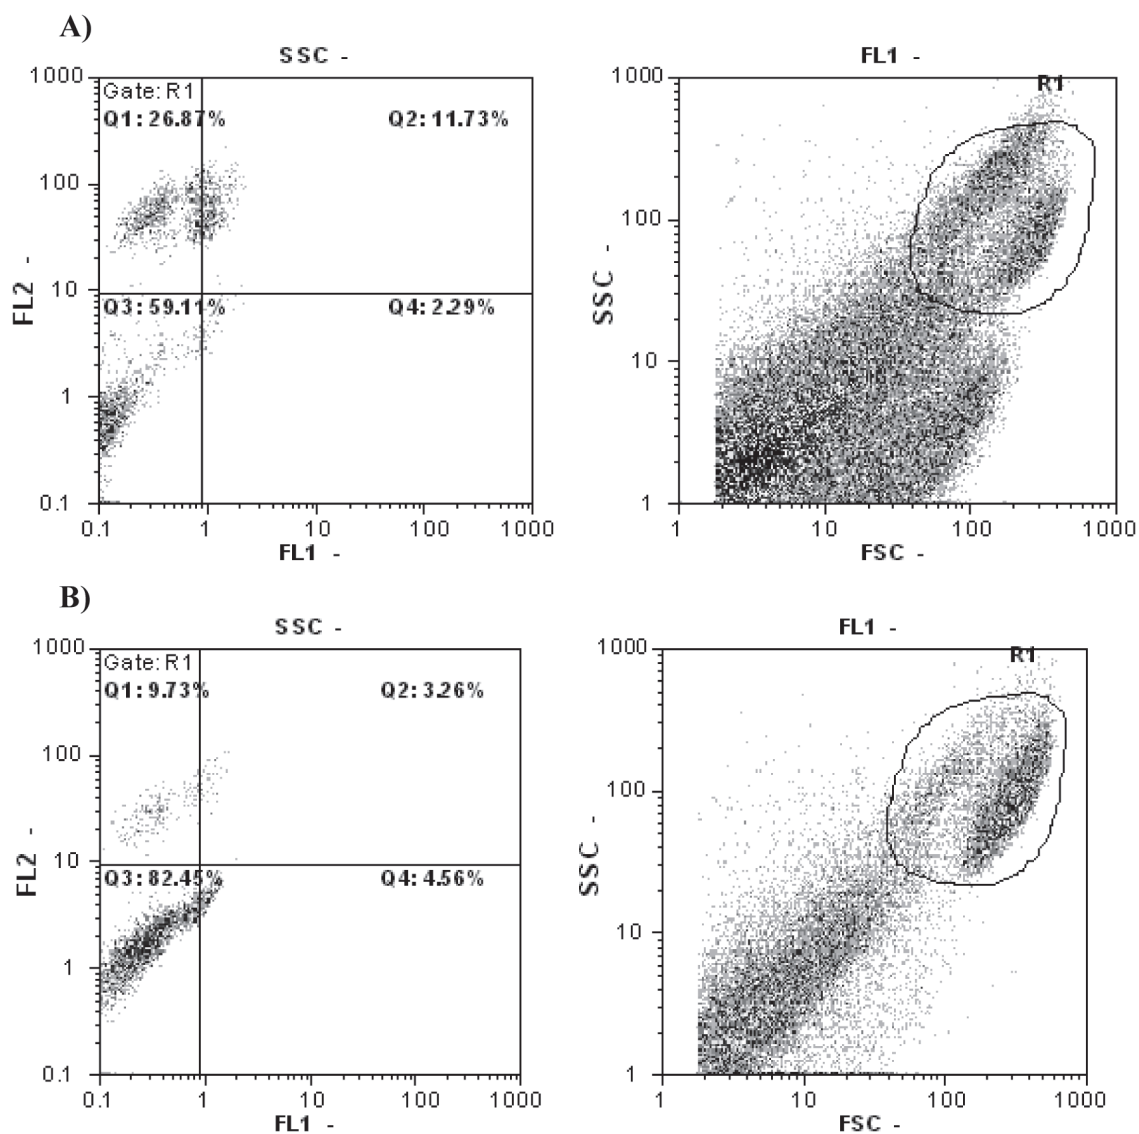 A)
SSC -
FL1 -
1000
Gate: R1
Q1: 26.87%
Q2: 11.73%
100
10
Q3: 59.11%
Q4: 2.29%
1
0.1
FL2 -
0.1
1
10
100
1000
FL1 -
1000
R1
100
10
1
SSC -
1
10
100
1000
FSC -
B)
SSC -
FL1 -
1000
Gate: R1
Q1: 9.73%
Q2: 3.26%
100
10
Q3: 82.45%
Q4: 4.56%
1
0.1
FL2 -
0.1
1
10
100
1000
FL1 -
1000
R1
100
10
1
SSC -
1
10
100
1000
FSC -